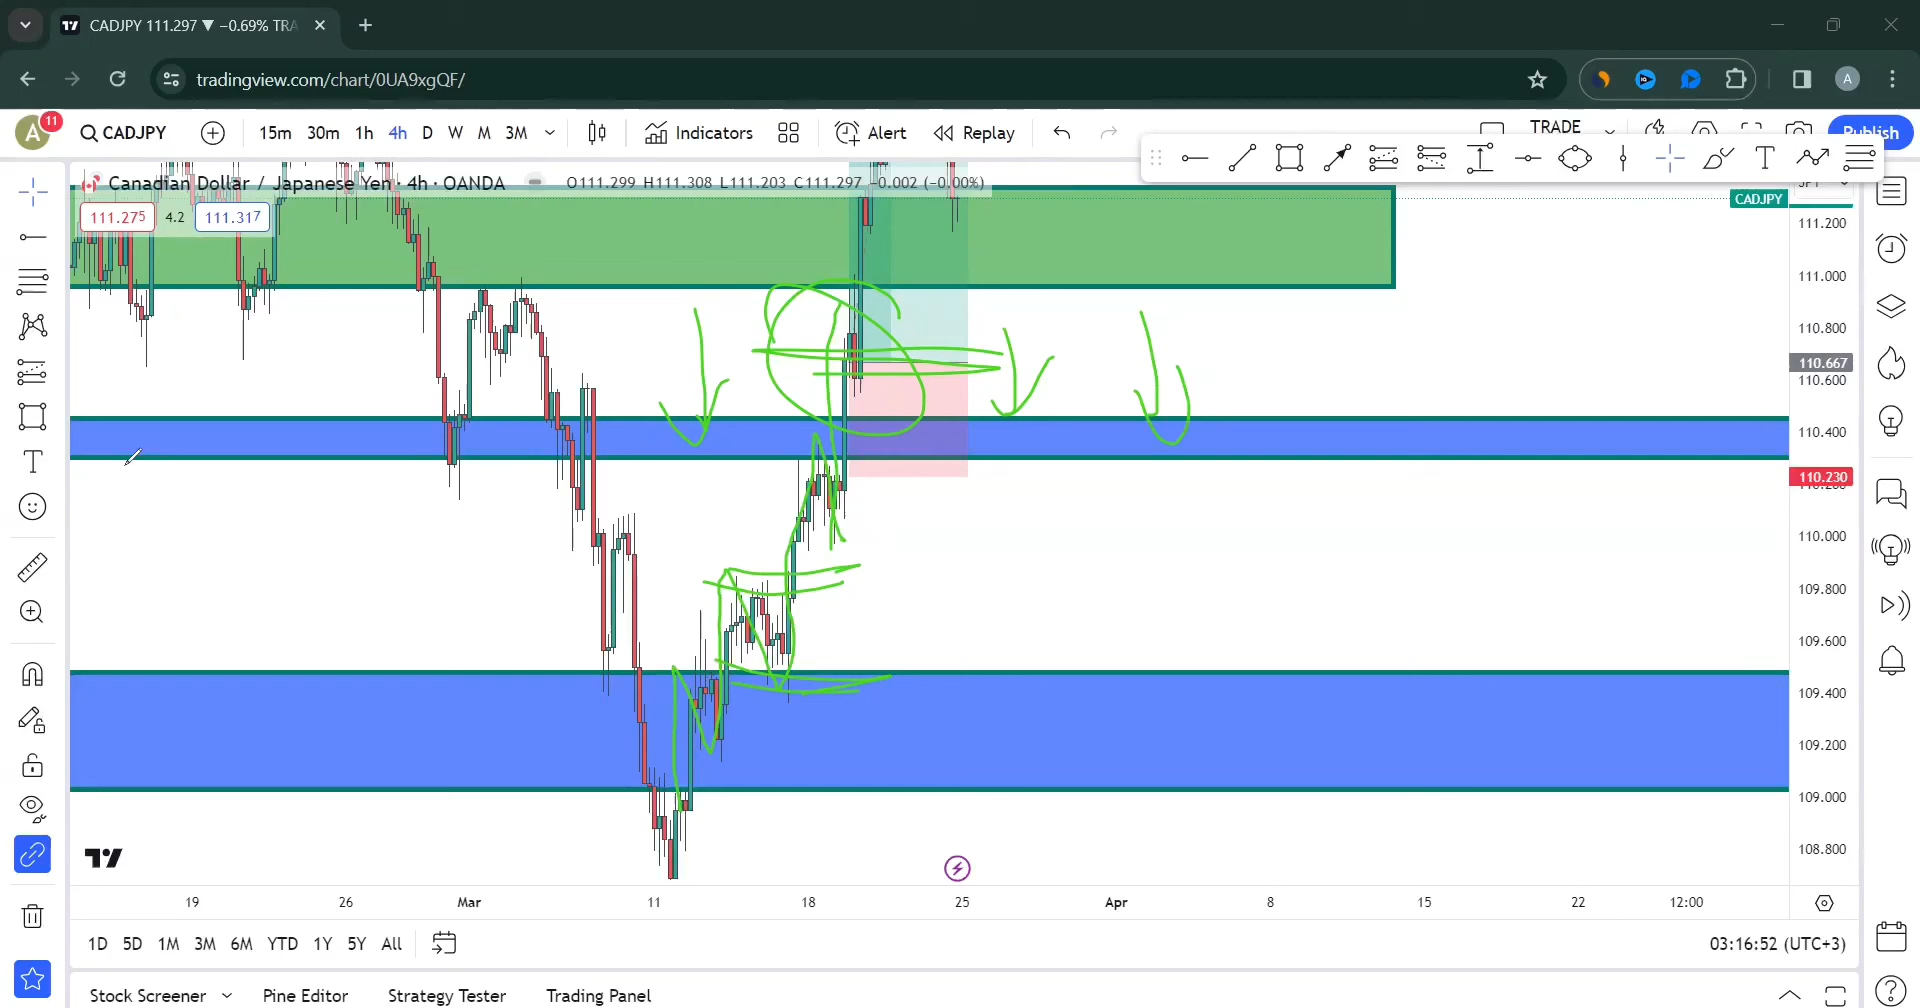 CADJPY 111.297 ▼ −0.69% TRA
tradingview.com/chart/0UA9xgQF/
A
A 11 CADJPY 15m 30m 1h 4h D W M 3M Indicators Alert Replay TRADE Publish
Canadian Dollar / Japanese Yen · 4h · OANDA O111.299 H111.308 L111.203 C111.297 −0.002 (−0.00%)
CADJPY
111.275 4.2 111.317
111.200
111.000
110.800
110.667
110.600
110.400
110.230
110.000
109.800
109.600
109.400
109.200
109.000
108.800
19 26 Mar 11 18 25 Apr 8 15 22 12:00
1D 5D 1M 3M 6M YTD 1Y 5Y All 03:16:52 (UTC+3)
Stock Screener Pine Editor Strategy Tester Trading Panel